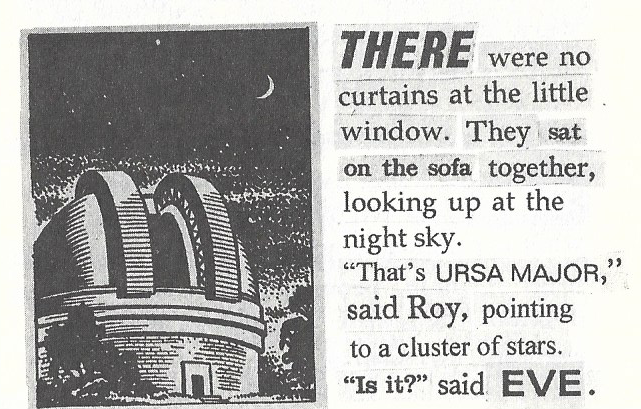 THERE were no
curtains at the little
window. They sat
on the sofa together,
looking up at the
night sky.
“That’s URSA MAJOR,”
said Roy, pointing
to a cluster of stars.
“Is it?” said EVE.